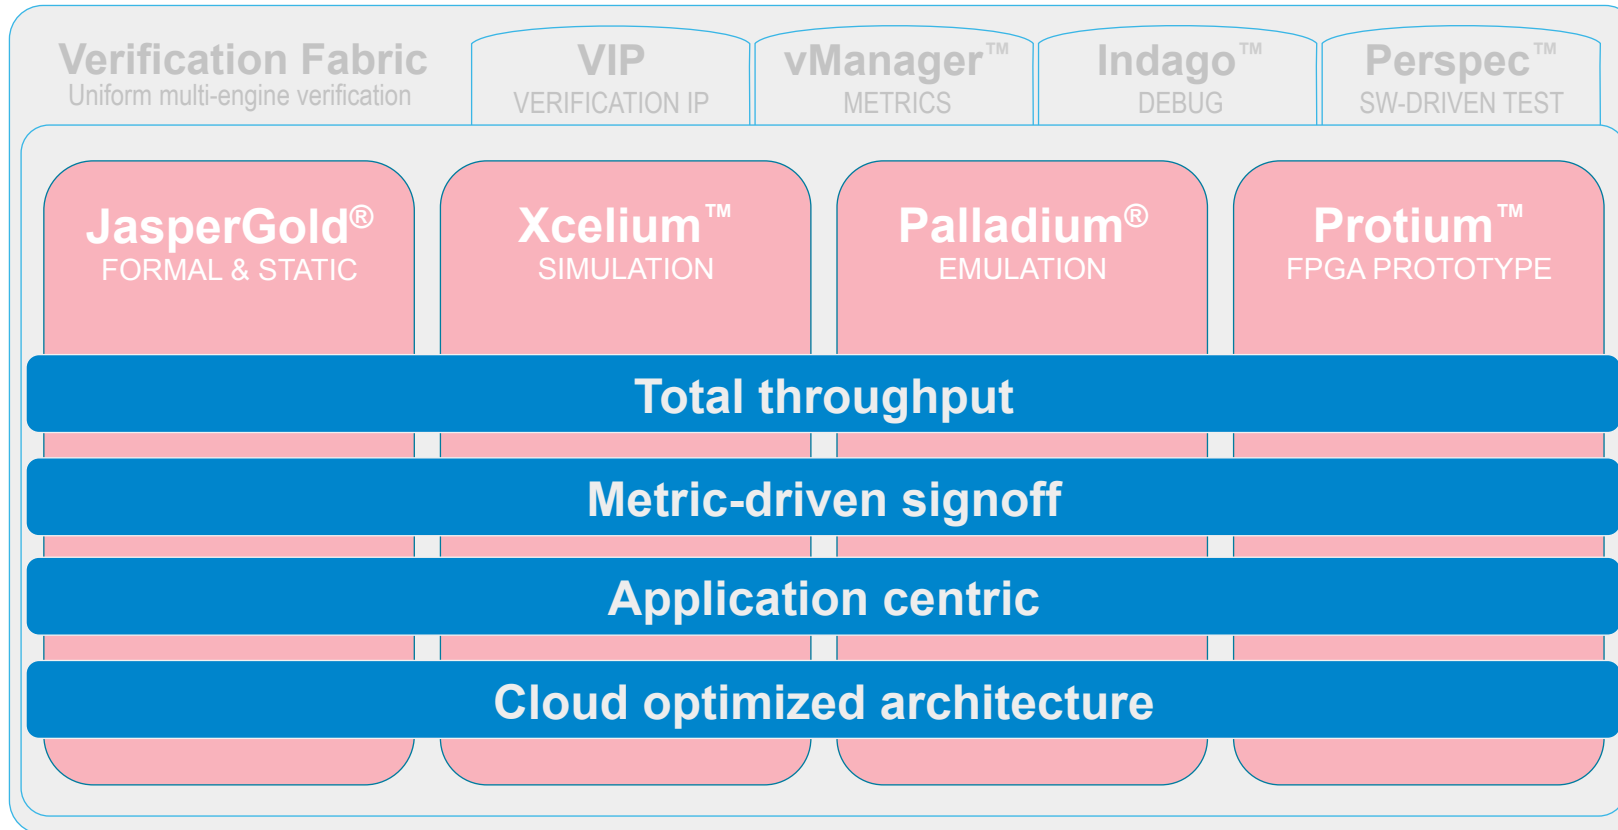 Verification Fabric
Uniform multi-engine verification
VIP
VERIFICATION IP
vManager™
METRICS
Indago™
DEBUG
Perspec™
SW-DRIVEN TEST
JasperGold®
FORMAL & STATIC
Xcelium™
SIMULATION
Palladium®
EMULATION
Protium™
FPGA PROTOTYPE
Total throughput
Metric-driven signoff
Application centric
Cloud optimized architecture